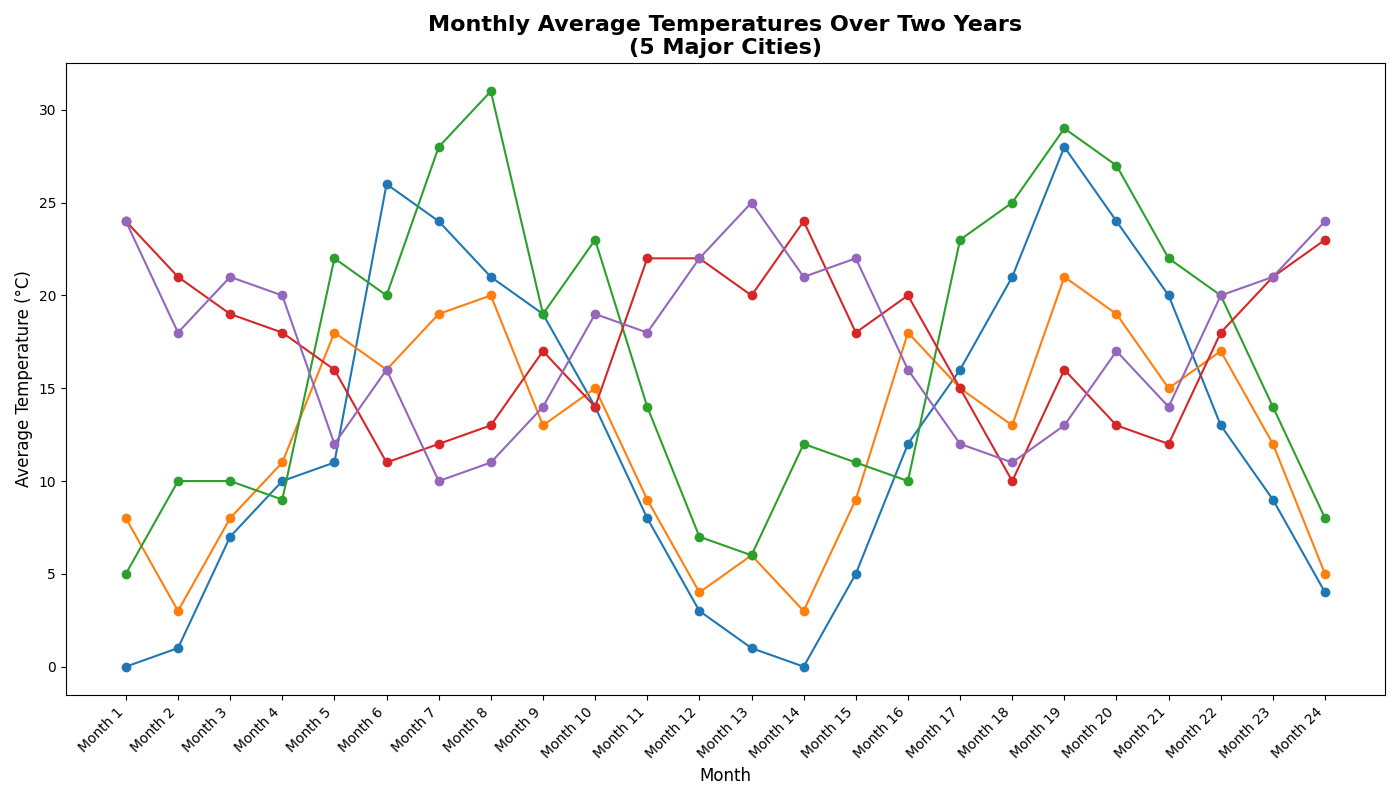 Monthly Average Temperatures Over Two Years
(5 Major Cities)
Average Temperature (°C)
30
25
20
15
10
5
0
Month 1
Month 2
Month 3
Month 4
Month 5
Month 6
Month 7
Month 8
Month 9
Month 10
Month 11
Month 12
Month 13
Month 14
Month 15
Month 16
Month 17
Month 18
Month 19
Month 20
Month 21
Month 22
Month 23
Month 24
Month